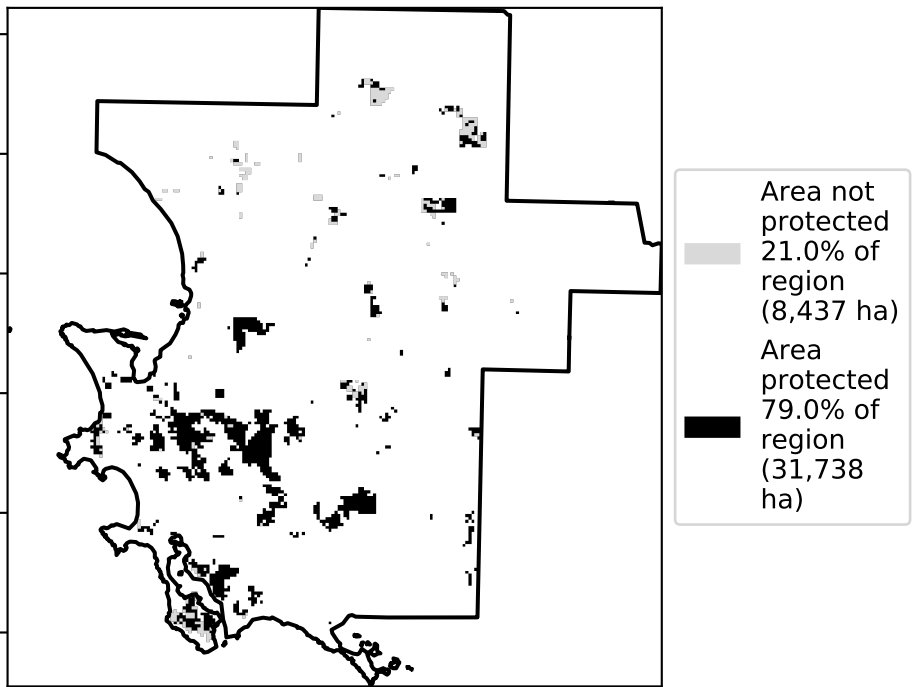 Area not
protected
21.0% of
region
(8,437 ha)
Area
protected
79.0% of
region
(31,738
ha)